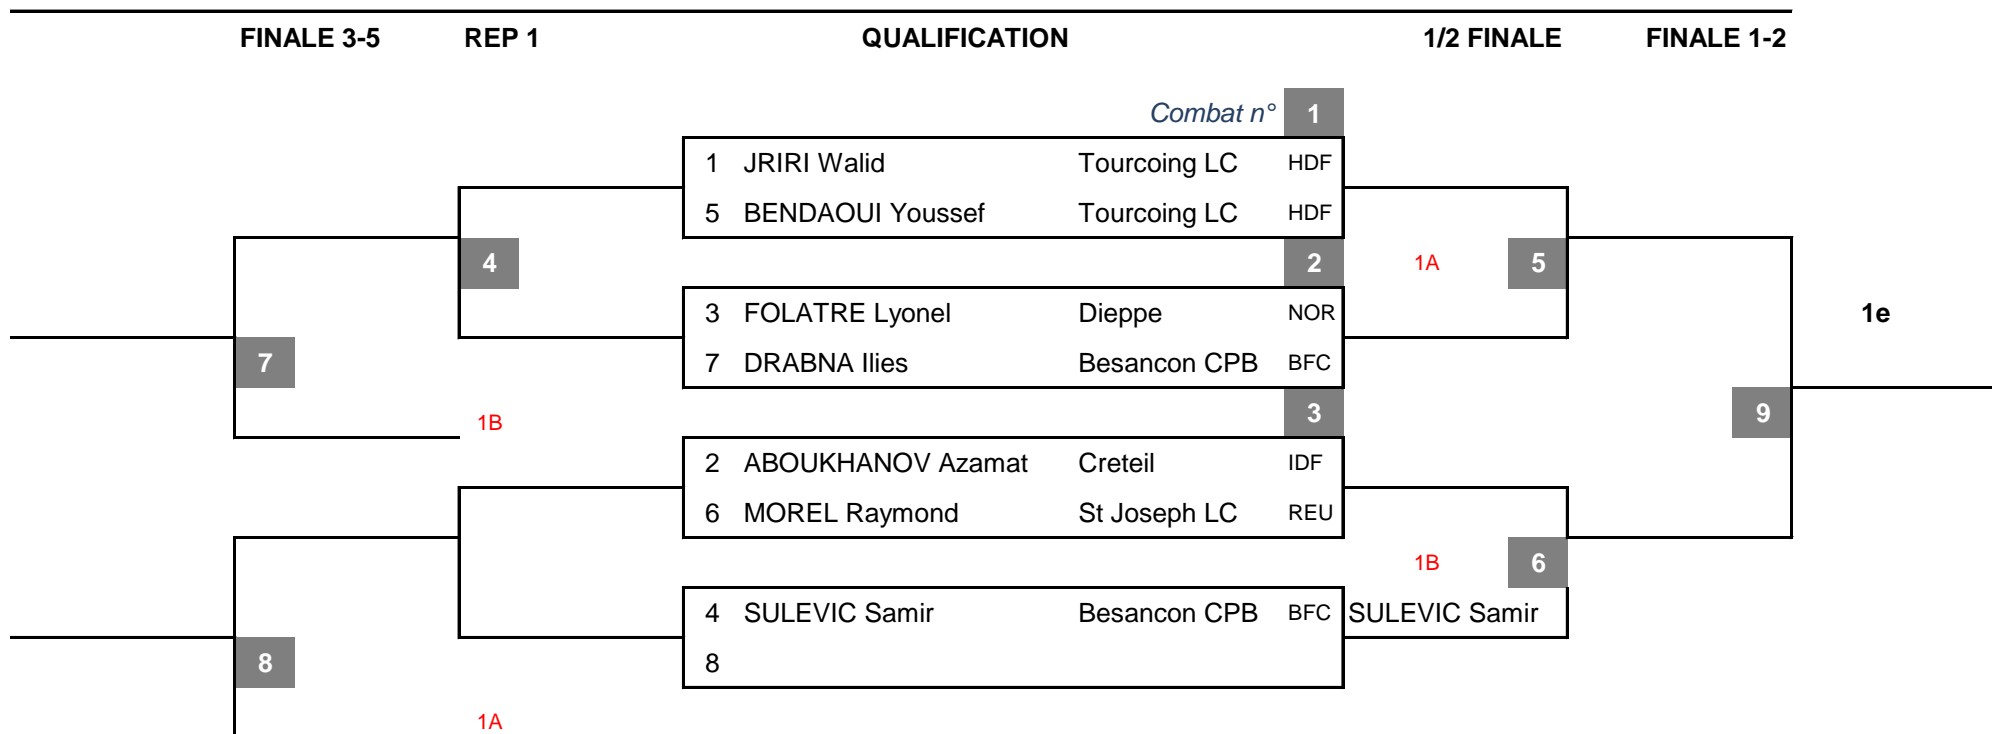 FINALE 3-5 REP 1 QUALIFICATION 1/2 FINALE FINALE 1-2
Combat n° 1
1 JRIRI Walid Tourcoing LC HDF
5 BENDAOUI Youssef Tourcoing LC HDF
4 2 1A 5
3 FOLATRE Lyonel Dieppe NOR 1e
7 7 DRABNA Ilies Besancon CPB BFC
1B 3 9
2 ABOUKHANOV Azamat Creteil IDF
6 MOREL Raymond St Joseph LC REU
1B 6
4 SULEVIC Samir Besancon CPB BFC SULEVIC Samir
8 8
1A